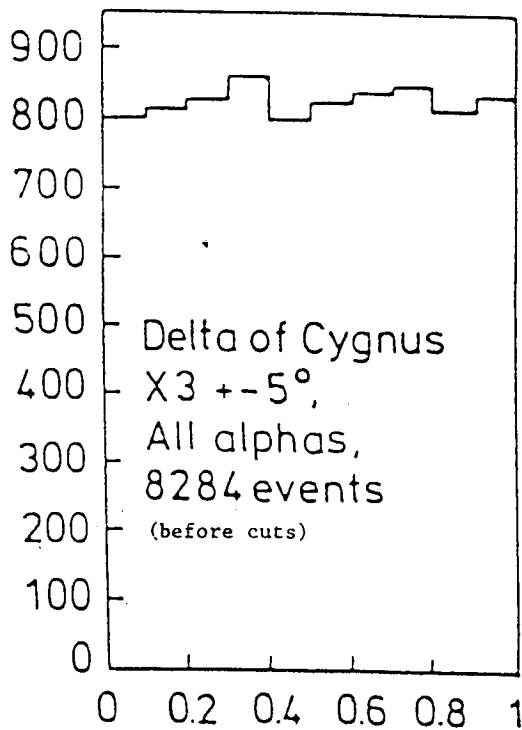 900
800
700
600
500
400
300
200
100
0
Delta of Cygnus
X3 +-5°,
All alphas,
8284 events
(before cuts)
0 0.2 0.4 0.6 0.8 1